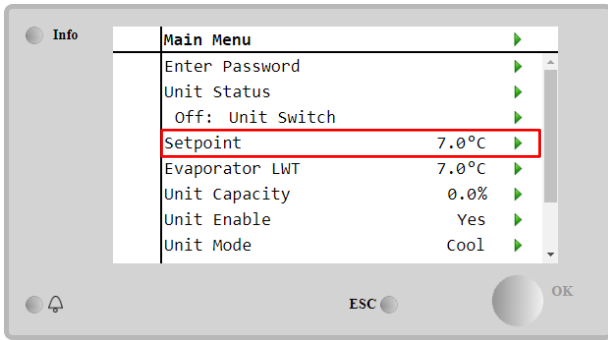 Info
Main Menu
Enter Password
Unit Status
Off: Unit Switch
Setpoint 7.0°C
Evaporator LWT 7.0°C
Unit Capacity 0.0%
Unit Enable Yes
Unit Mode Cool
ESC
OK